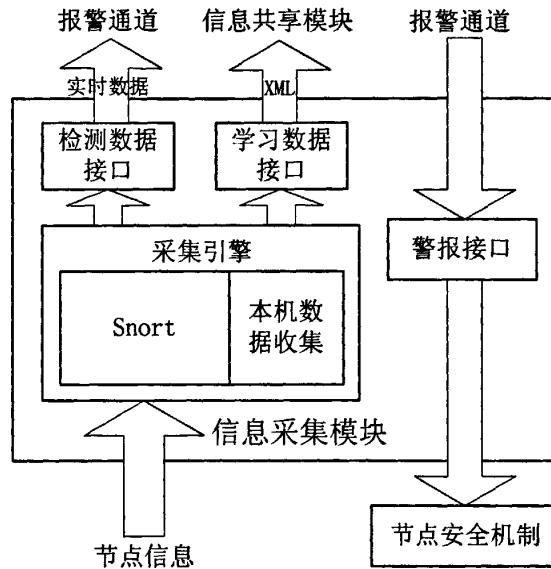 报警通道
信息共享模块
报警通道
实时数据
XML
检测数据
接口
学习数据
接口
采集引擎
警报接口
Snort
本机数
据收集
信息采集模块
节点信息
节点安全机制